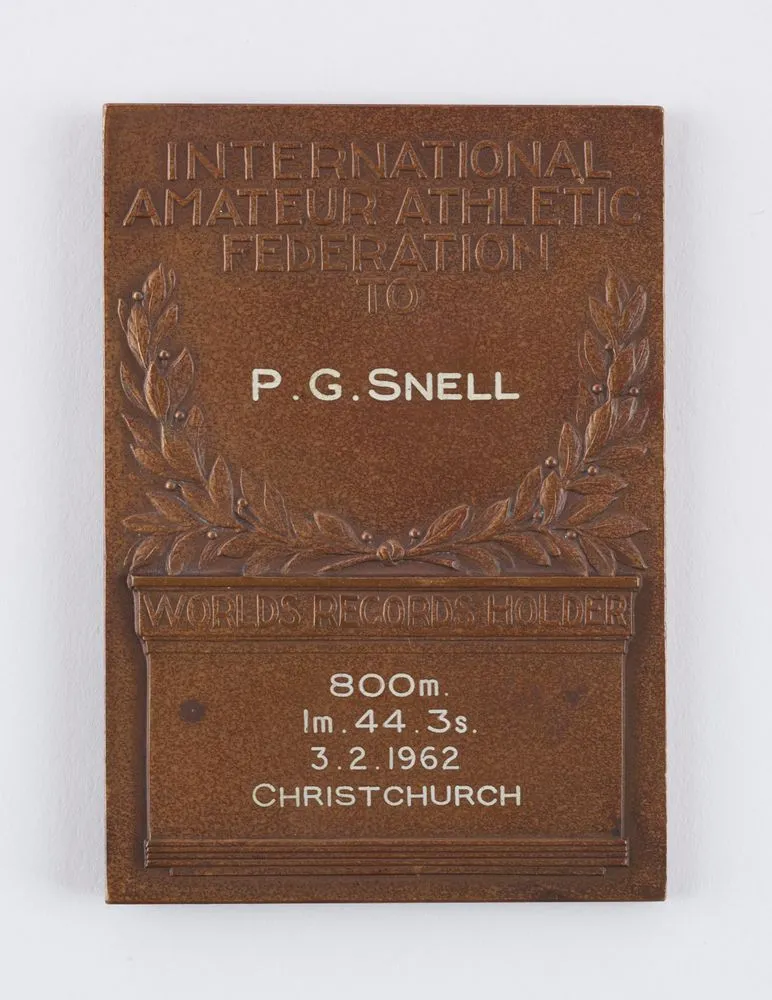 INTERNATIONAL
AMATEUR ATHLETIC
FEDERATION
TO
P.G. SNELL
WORLDS RECORDS HOLDER
800m.
1m.44.3s.
3.2.1962
CHRISTCHURCH